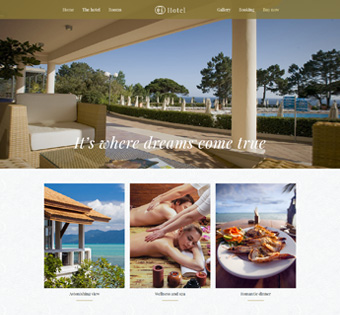 Home The hotel Rooms BL Hotel Gallery Booking Buy now
It's where dreams come true
Astonishing view Wellness and spa Romantic dinner